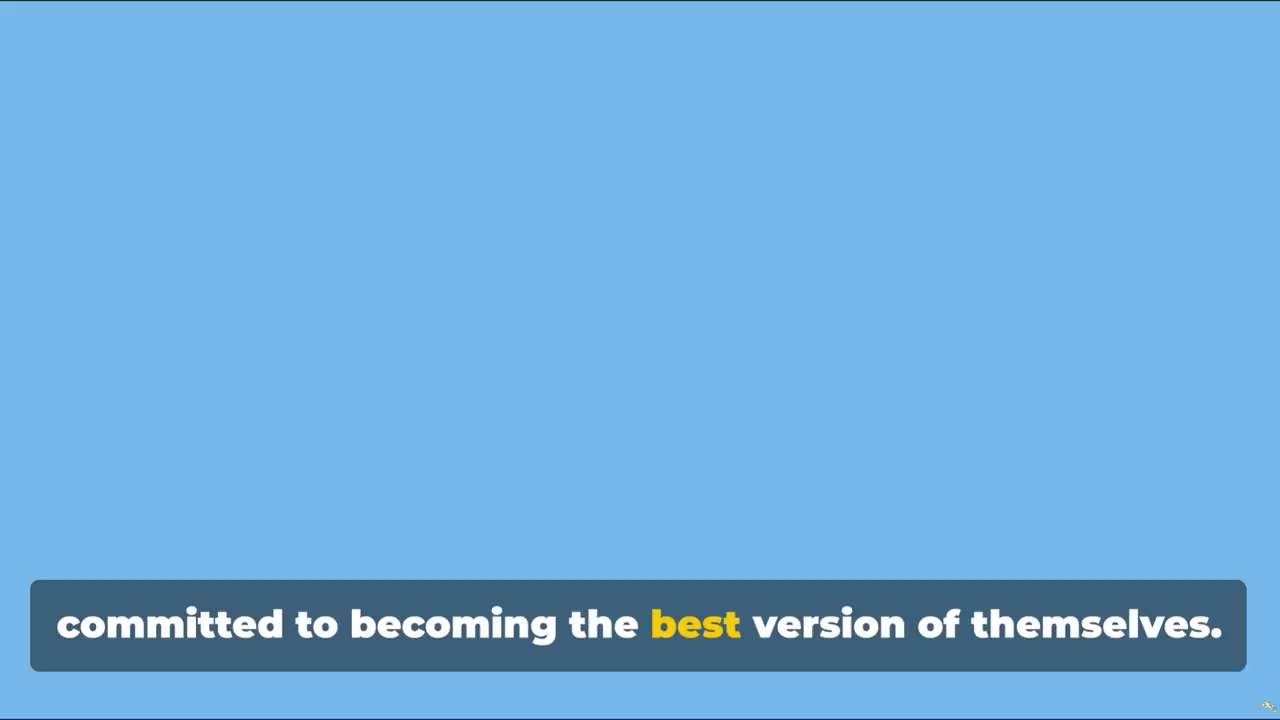 committed to becoming the best version of themselves.